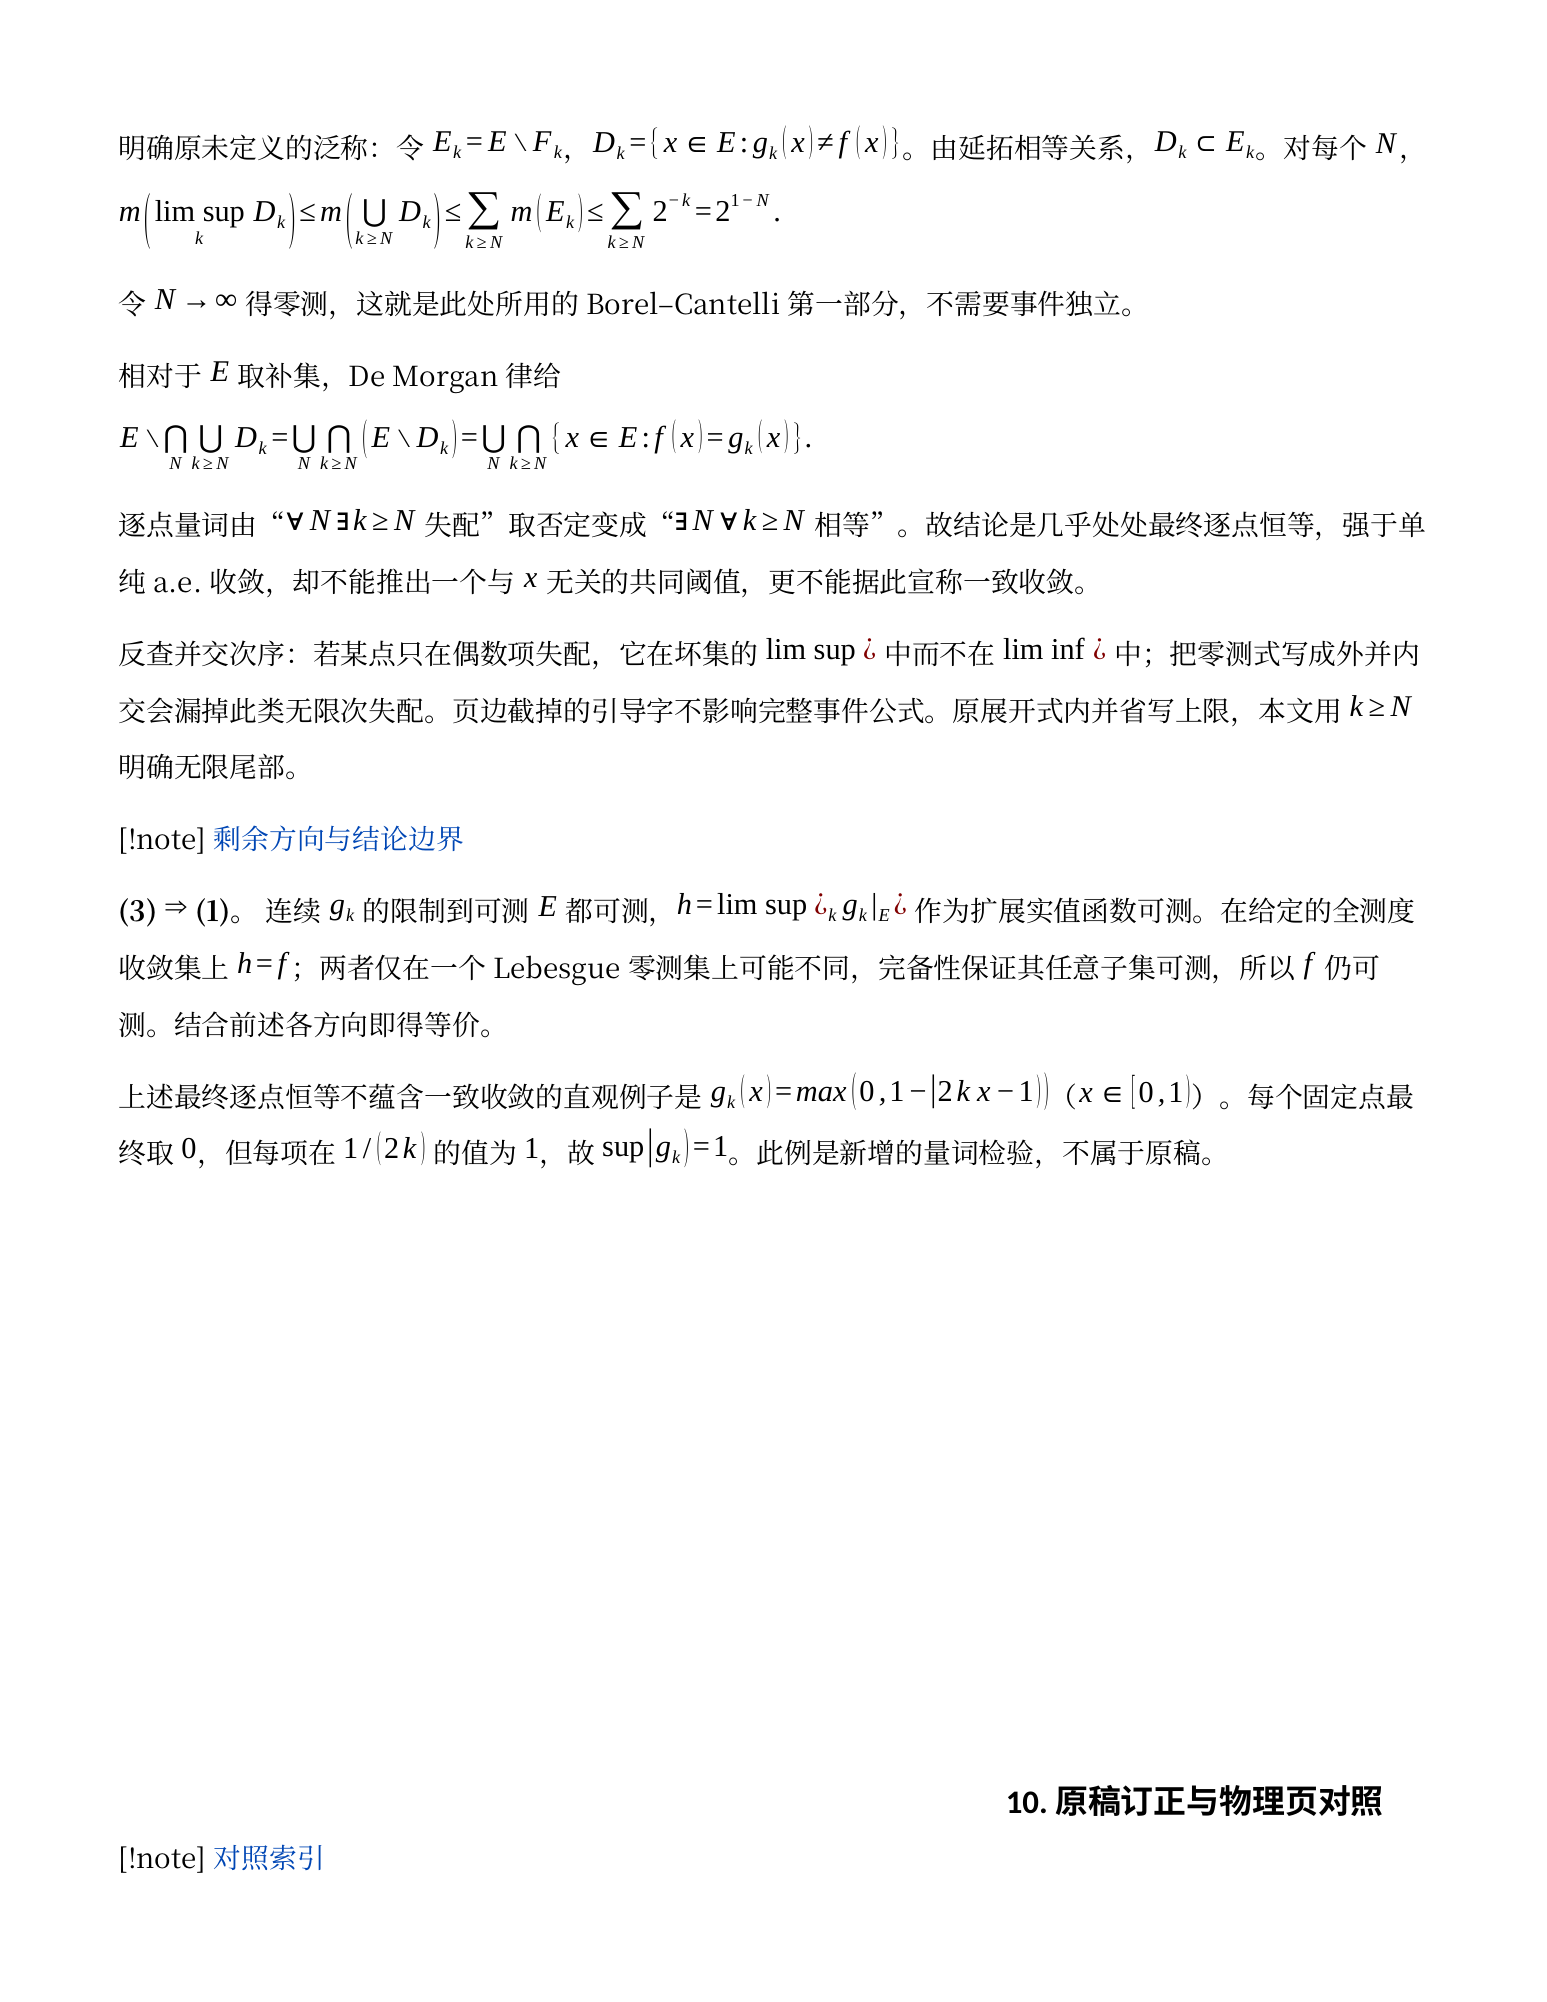 明确原未定义的泛称：令 E_k=E∖F_k，D_k={x∈E:g_k(x)≠f(x)}。由延拓相等关系，D_k⊂E_k。对每个 N，
m(lim sup_k D_k)≤m(⋃_{k≥N} D_k)≤∑_{k≥N} m(E_k)≤∑_{k≥N} 2^{−k}=2^{1−N}.
令 N→∞ 得零测，这就是此处所用的 Borel–Cantelli 第一部分，不需要事件独立。
相对于 E 取补集，De Morgan 律给
E∖⋂_N ⋃_{k≥N} D_k=⋃_N ⋂_{k≥N} (E∖D_k)=⋃_N ⋂_{k≥N} {x∈E:f(x)=g_k(x)}.
逐点量词由“∀N∃k≥N 失配”取否定变成“∃N∀k≥N 相等”。故结论是几乎处处最终逐点恒等，强于单
纯 a.e. 收敛，却不能推出一个与 x 无关的共同阈值，更不能据此宣称一致收敛。
反查并交次序：若某点只在偶数项失配，它在坏集的 lim sup ¿ 中而不在 lim inf ¿ 中；把零测式写成外并内
交会漏掉此类无限次失配。页边截掉的引导字不影响完整事件公式。原展开式内并省写上限，本文用 k≥N
明确无限尾部。
[!note] 剩余方向与结论边界
(3) ⇒ (1)。 连续 g_k 的限制到可测 E 都可测，h=lim sup ¿_k g_k|_E ¿ 作为扩展实值函数可测。在给定的全测度
收敛集上 h=f；两者仅在一个 Lebesgue 零测集上可能不同，完备性保证其任意子集可测，所以 f 仍可
测。结合前述各方向即得等价。
上述最终逐点恒等不蕴含一致收敛的直观例子是 g_k(x)=max(0,1−|2kx−1))（x∈[0,1)）。每个固定点最
终取 0，但每项在 1/(2k) 的值为 1，故 sup|g_k)=1。此例是新增的量词检验，不属于原稿。
10. 原稿订正与物理页对照
[!note] 对照索引